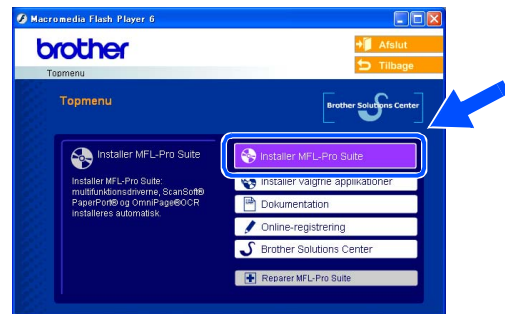 Macromedia Flash Player 6
brother
Afslut
Tilbage
Topmenu
Topmenu
Brother Solutions Center
Installer MFL-Pro Suite
Installer MFL-Pro Suite:
multifunktionsdriverne, ScanSoft®
PaperPort® og OmniPage®OCR
installeres automatisk.
Installer MFL-Pro Suite
Installer valgfrie applikationer
Dokumentation
Online-registrering
Brother Solutions Center
Reparer MFL-Pro Suite